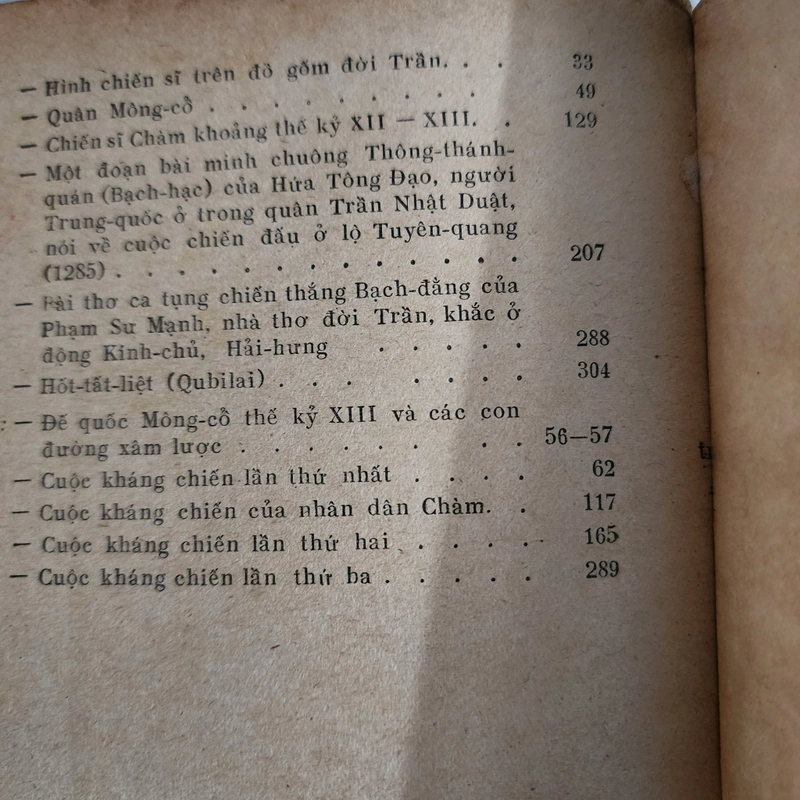 — Hình chiến sĩ trên đồ gốm đời Trần. . . 33
— Quân Mông-cổ . . . . . . . . . 49
— Chiến sĩ Chàm khoảng thế kỷ XII — XIII. . 129
— Một đoạn bài minh chuông Thông-thánh-
quán (Bạch-hạc) của Hứa Tông Đạo, người
Trung-quốc ở trong quân Trần Nhật Duật,
nói về cuộc chiến đấu ở lộ Tuyên-quang
(1285) . . . . . . . . . . . 207
— Bài thơ ca tụng chiến thắng Bạch-đằng của
Phạm Sư Mạnh, nhà thơ đời Trần, khắc ở
động Kinh-chủ, Hải-hưng . . . . . 288
— Hốt-tất-liệt (Qubilai) . . . . . . . 304
: — Đế quốc Mông-cổ thế kỷ XIII và các con
đường xâm lược . . . . . . . . 56—57
— Cuộc kháng chiến lần thứ nhất . . . . 62
— Cuộc kháng chiến của nhân dân Chàm. . 117
— Cuộc kháng chiến lần thứ hai . . . . . 165
— Cuộc kháng chiến lần thứ ba . . . . . 289